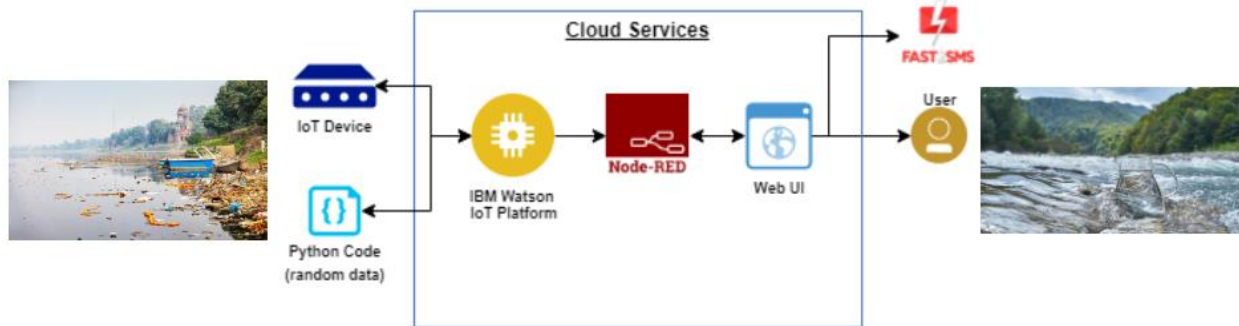 Cloud Services
FAST2SMS
IoT Device
User
Node-RED
IBM Watson
IoT Platform
Web UI
{}
Python Code
(random data)